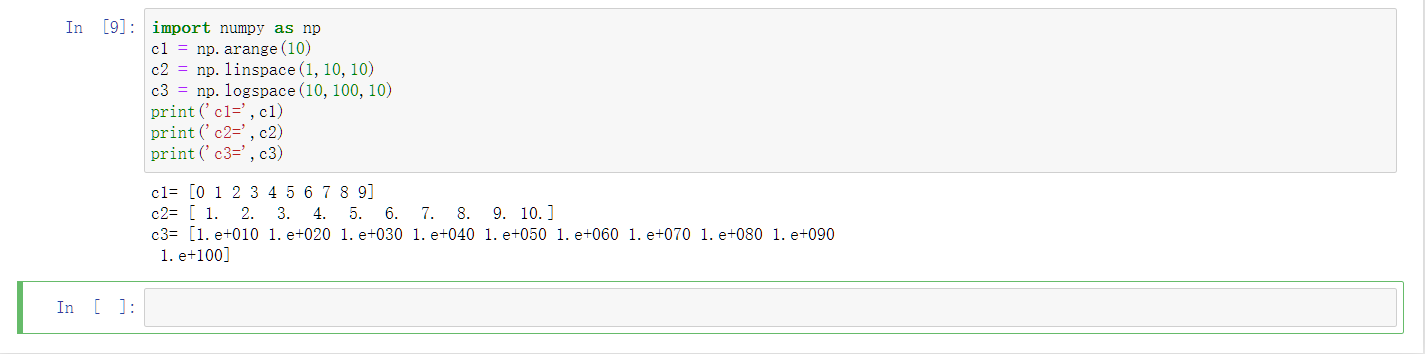 In [9]: import numpy as np
c1 = np.arange(10)
c2 = np.linspace(1,10,10)
c3 = np.logspace(10,100,10)
print('c1=',c1)
print('c2=',c2)
print('c3=',c3)
c1= [0 1 2 3 4 5 6 7 8 9]
c2= [ 1.  2.  3.  4.  5.  6.  7.  8.  9. 10.]
c3= [1.e+010 1.e+020 1.e+030 1.e+040 1.e+050 1.e+060 1.e+070 1.e+080 1.e+090
 1.e+100]
In [ ]: